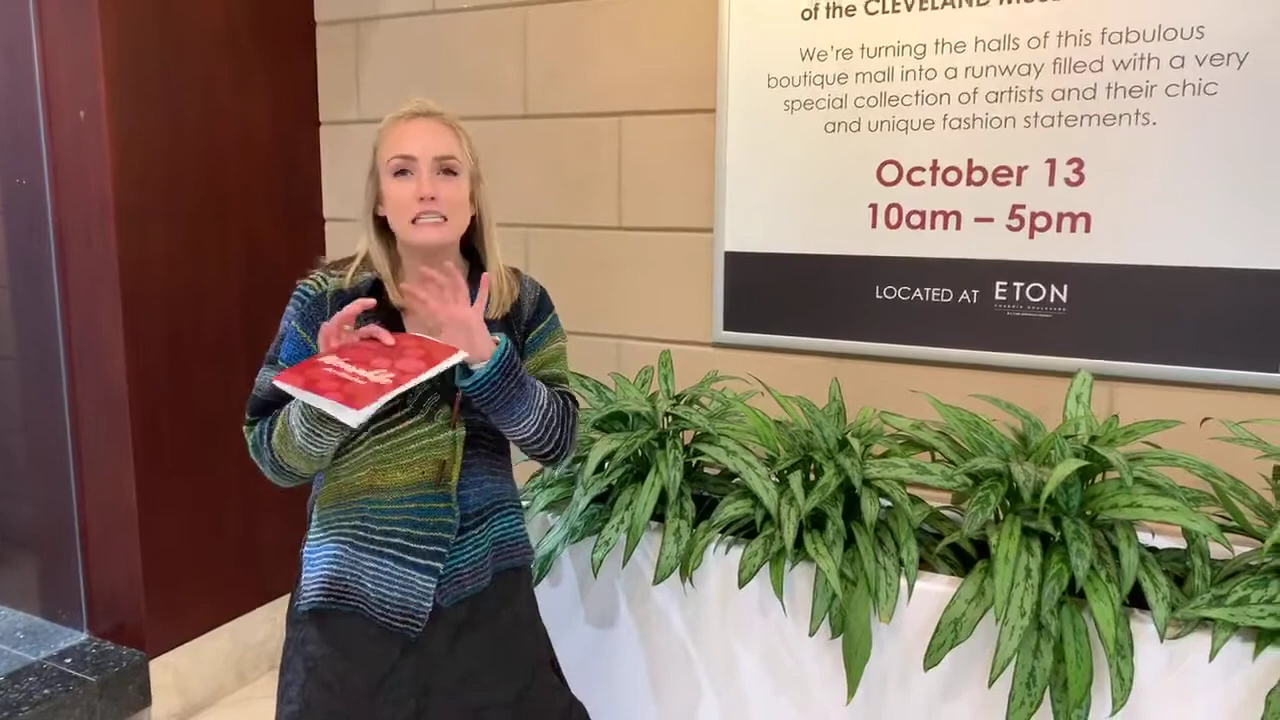 of the CLEVELAND
We're turning the halls of this fabulous
boutique mall into a runway filled with a very
special collection of artists and their chic
and unique fashion statements.
October 13
10am – 5pm
LOCATED AT ETON
Wearable